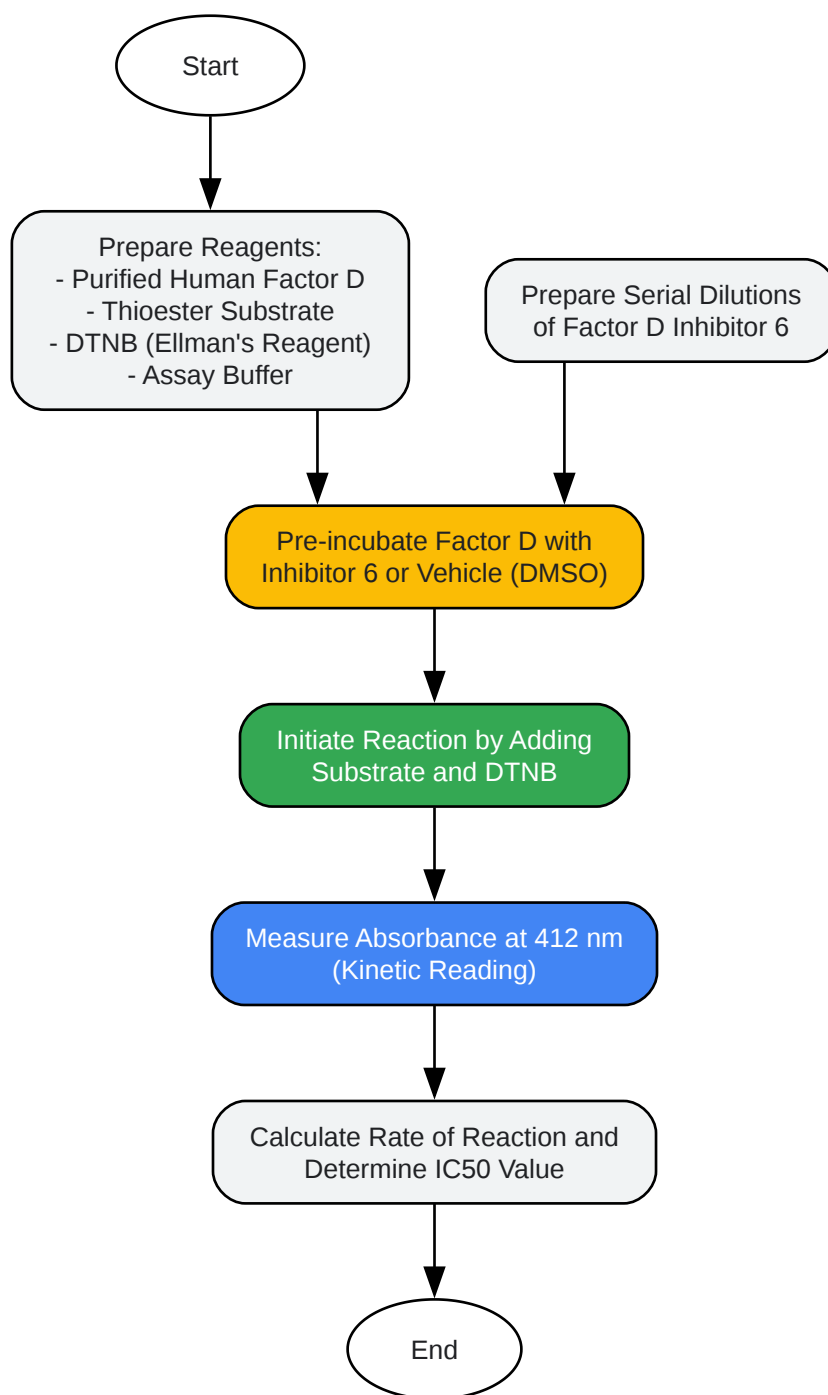 Start
Prepare Reagents:
- Purified Human Factor D
- Thioester Substrate
- DTNB (Ellman's Reagent)
- Assay Buffer
Prepare Serial Dilutions
of Factor D Inhibitor 6
Pre-incubate Factor D with
Inhibitor 6 or Vehicle (DMSO)
Initiate Reaction by Adding
Substrate and DTNB
Measure Absorbance at 412 nm
(Kinetic Reading)
Calculate Rate of Reaction and
Determine IC50 Value
End